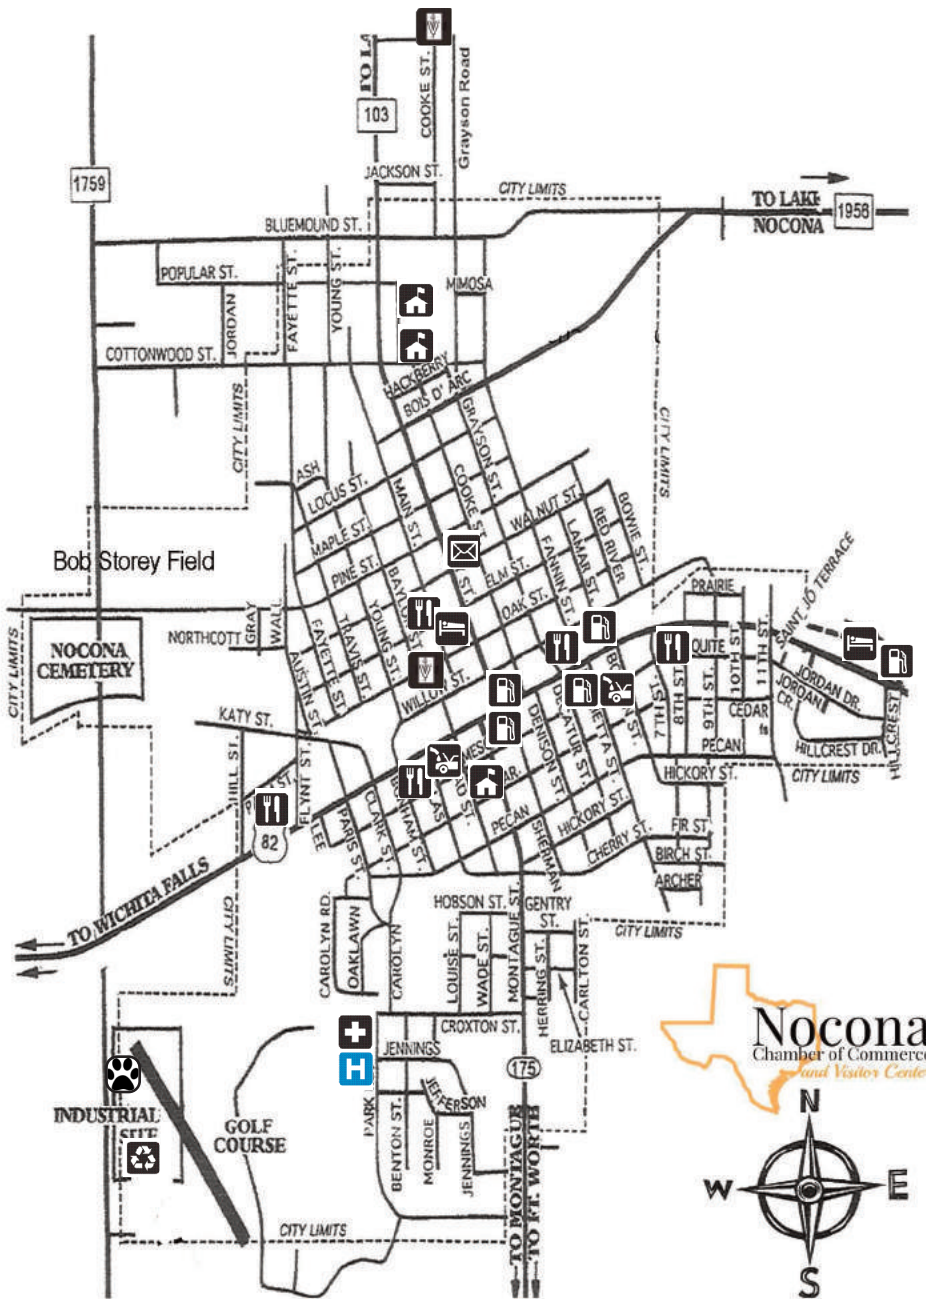 TO LA
103
COOKE ST.
Grayson Road
JACKSON ST.
1759
CITY LIMITS
TO LAKE
NOCONA
1956
BLUEMOUND ST.
POPULAR ST.
JORDAN
FAYETTE ST.
YOUNG ST.
MIMOSA
COTTONWOOD ST.
HACKBERRY
BOIS D' ARC
GRAYSON ST.
CITY LIMITS
CITY LIMITS
ASH
LOCUS ST.
MAPLE ST.
MAIN ST.
COOKE ST.
WALNUT ST.
BOWIE ST.
RED RIVER
LAMAR ST.
FANNIN ST.
Bob Storey Field
PINE ST.
ELM ST.
OAK ST.
PRAIRIE
SAINT JO TERRACE
NORTHCOTT
GRAY
WALL
NOCONA
CEMETERY
CITY LIMITS
FAYETTE ST.
TRAVIS ST.
YOUNG ST.
AUSTIN ST.
WILLOW ST.
QUITE
7TH ST.
8TH ST.
9TH ST.
10TH ST.
11TH ST.
JORDAN DR.
JORDAN
CR.
CEDAR
HILLCREST DR.
HILLCREST
PECAN
CITY LIMITS
KATY ST.
HILL ST.
FLYNT ST.
DENISON ST.
DECATUR ST.
HICKORY ST.
82
LEE
PARIS ST.
CLARK ST.
PECAN
SHERMAN
HICKORY ST.
CHERRY ST.
FIR ST.
BIRCH ST.
ARCHER
TO WICHITA FALLS
CITY LIMITS
CAROLYN RD.
OAKLAWN
CAROLYN
HOBSON ST.
LOUISE ST.
WADE ST.
MONTAGUE ST.
GENTRY
ST.
HERRING ST.
CARLTON ST.
CITY LIMITS
CROXTON ST.
ELIZABETH ST.
H
JENNINGS
175
JEFFERSON
PARK
BENTON ST.
MONROE
JENNINGS
INDUSTRIAL
SITE
GOLF
COURSE
CITY LIMITS
TO MONTAGUE
TO FT. WORTH
Nocona
Chamber of Commerce
and Visitor Center
N
W
E
S